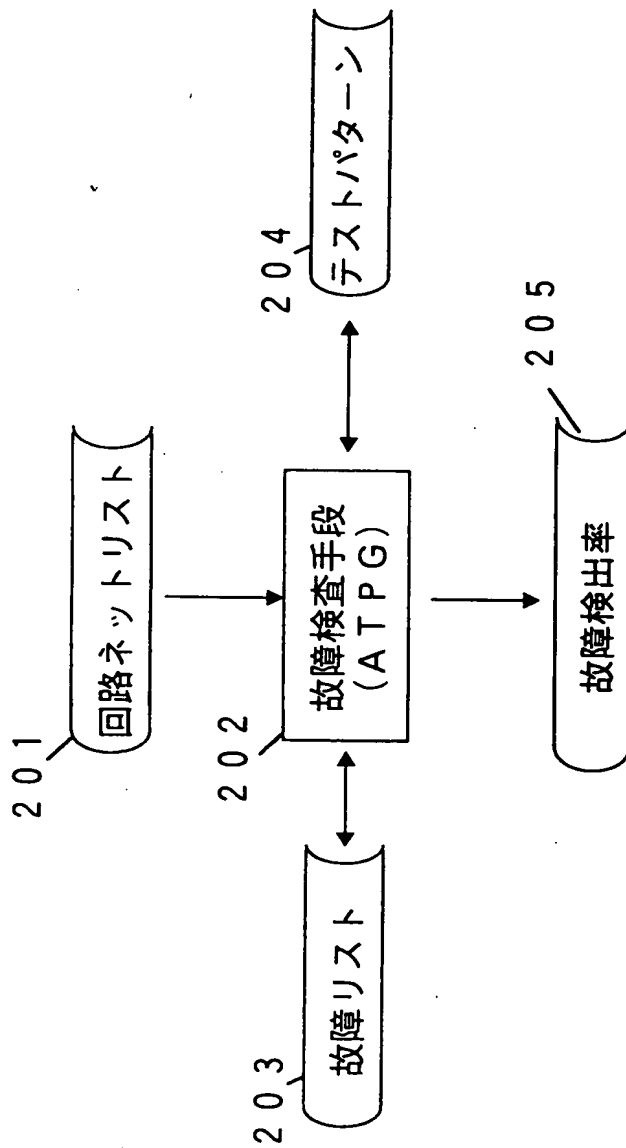 ２０１
回路ネットリスト
２０２
故障検査手段
（ＡＴＰＧ）
２０３
故障リスト
２０４
テストパターン
２０５
故障検出率